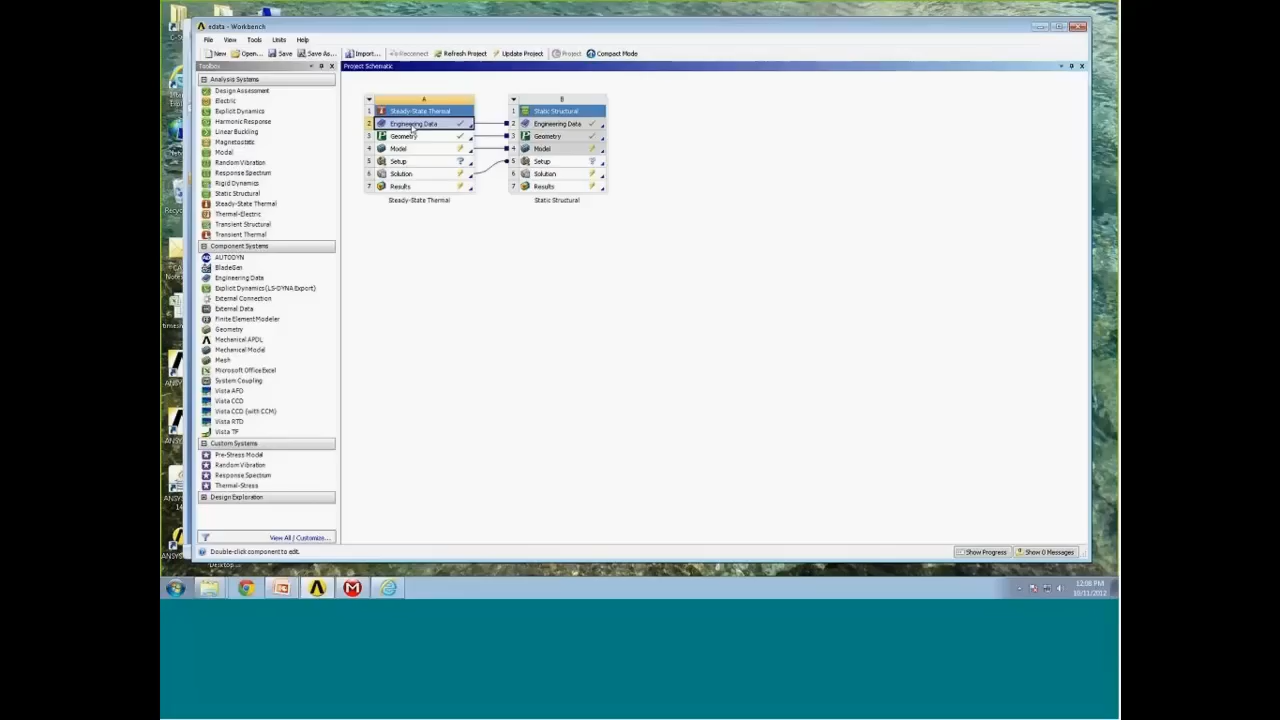 edata - Workbench
File View Tools Units Help
New Open... Save Save As... Import... Reconnect Refresh Project Update Project Project Compact Mode
Toolbox
Project Schematic
Analysis Systems
Design Assessment
Electric
Explicit Dynamics
Harmonic Response
Linear Buckling
Magnetostatic
Modal
Random Vibration
Response Spectrum
Rigid Dynamics
Static Structural
Steady-State Thermal
Thermal-Electric
Transient Structural
Transient Thermal
Component Systems
AUTODYN
BladeGen
Engineering Data
Explicit Dynamics (LS-DYNA Export)
External Connection
External Data
Finite Element Modeler
Geometry
Mechanical APDL
Mechanical Model
Mesh
Microsoft Office Excel
System Coupling
Vista AFD
Vista CCD
Vista CCD (with CCM)
Vista RTD
Vista TF
Custom Systems
Pre-Stress Modal
Random Vibration
Response Spectrum
Thermal-Stress
Design Exploration
View All / Customize...
A
1 Steady-State Thermal
2 Engineering Data
3 Geometry
4 Model
5 Setup
6 Solution
7 Results
Steady-State Thermal
B
1 Static Structural
2 Engineering Data
3 Geometry
4 Model
5 Setup
6 Solution
7 Results
Static Structural
Double-click component to edit.
Show Progress Show 0 Messages
12:06 PM
10/11/2012